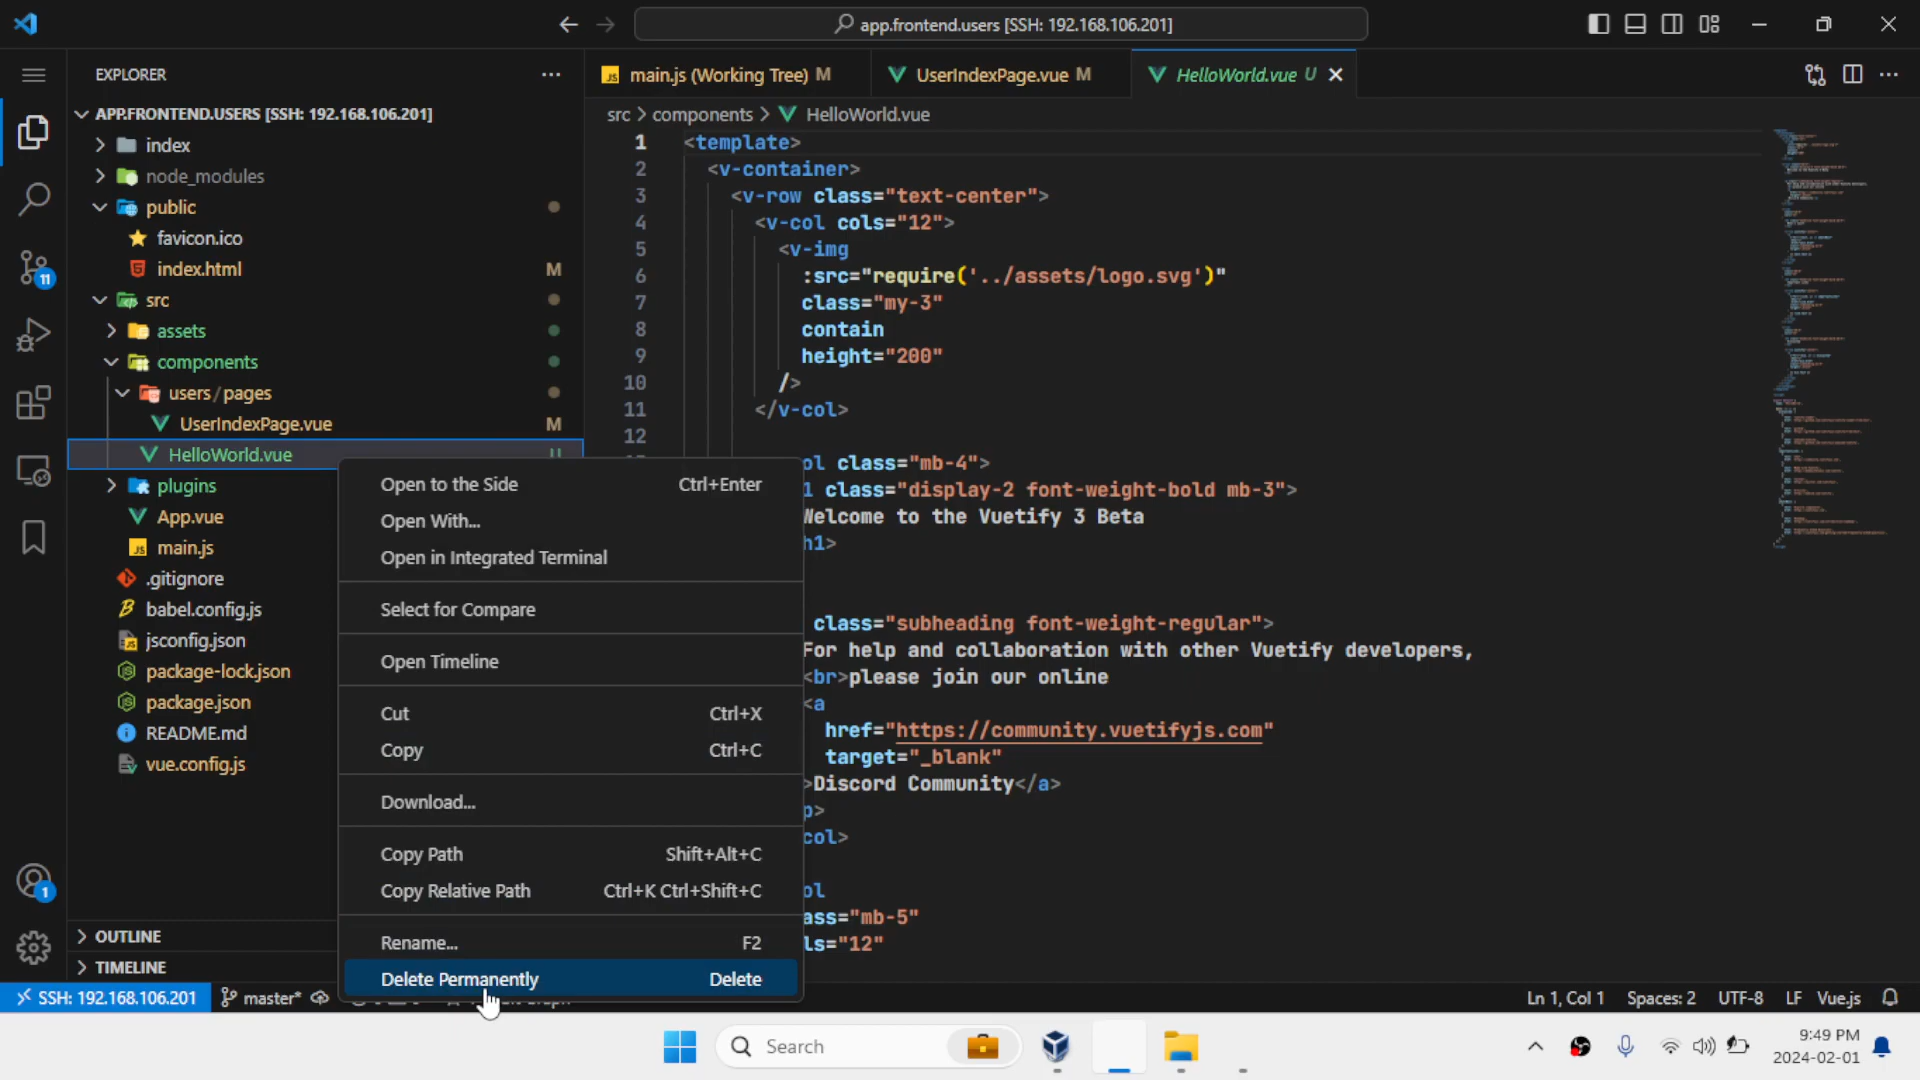 app.frontend.users [SSH: 192.168.106.201]
EXPLORER
APP.FRONTEND.USERS [SSH: 192.168.106.201]
index
node_modules
public
favicon.ico
index.html M
src
assets
components
users / pages
UserIndexPage.vue M
HelloWorld.vue U
plugins
App.vue
main.js
.gitignore
babel.config.js
jsconfig.json
package-lock.json
package.json
README.md
vue.config.js
OUTLINE
TIMELINE
11
1
JS main.js (Working Tree) M
UserIndexPage.vue M
HelloWorld.vue U
src > components > HelloWorld.vue
1 <template>
2 <v-container>
3 <v-row class="text-center">
4 <v-col cols="12">
5 <v-img
6 :src="require('../assets/logo.svg')"
7 class="my-3"
8 contain
9 height="200"
10 />
11 </v-col>
12
ol class="mb-4">
1 class="display-2 font-weight-bold mb-3">
Welcome to the Vuetify 3 Beta
h1>
class="subheading font-weight-regular">
For help and collaboration with other Vuetify developers,
<br>please join our online
<a
href="https://community.vuetifyjs.com"
target="_blank"
>Discord Community</a>
p>
col>
ol
ass="mb-5"
ls="12"
Open to the Side Ctrl+Enter
Open With...
Open in Integrated Terminal
Select for Compare
Open Timeline
Cut Ctrl+X
Copy Ctrl+C
Download...
Copy Path Shift+Alt+C
Copy Relative Path Ctrl+K Ctrl+Shift+C
Rename... F2
Delete Permanently Delete
SSH: 192.168.106.201
master*
Ln 1, Col 1
Spaces: 2
UTF-8
LF
Vue.js
Search
9:49 PM
2024-02-01